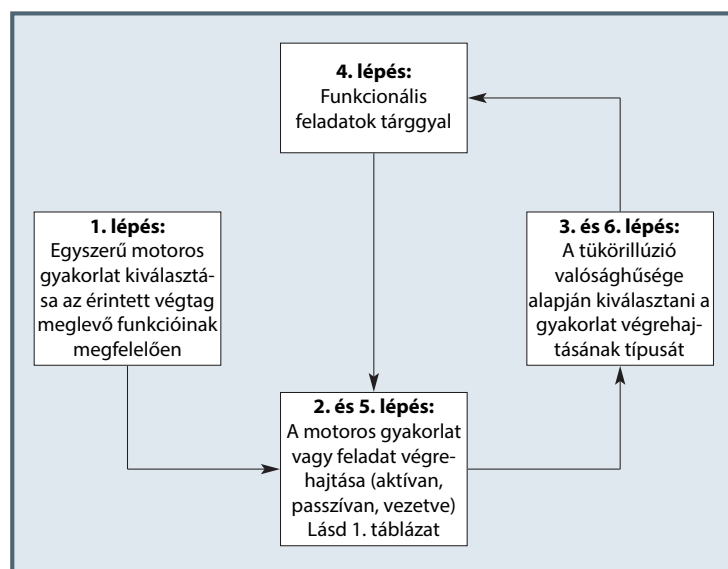 4. lépés:
Funkcionális
feladatok tárggyal
1. lépés:
Egyszerű motoros
gyakorlat kiválasztá-
sa az érintett végtag
meglevő funkcióinak
megfelelően
3. és 6. lépés:
A tükörillúzió
valósághűsége
alapján kiválasztani a
gyakorlat végrehaj-
tásának típusát
2. és 5. lépés:
A motoros gyakorlat
vagy feladat végre-
hajtása (aktívan,
passzívan, vezetve)
Lásd 1. táblázat